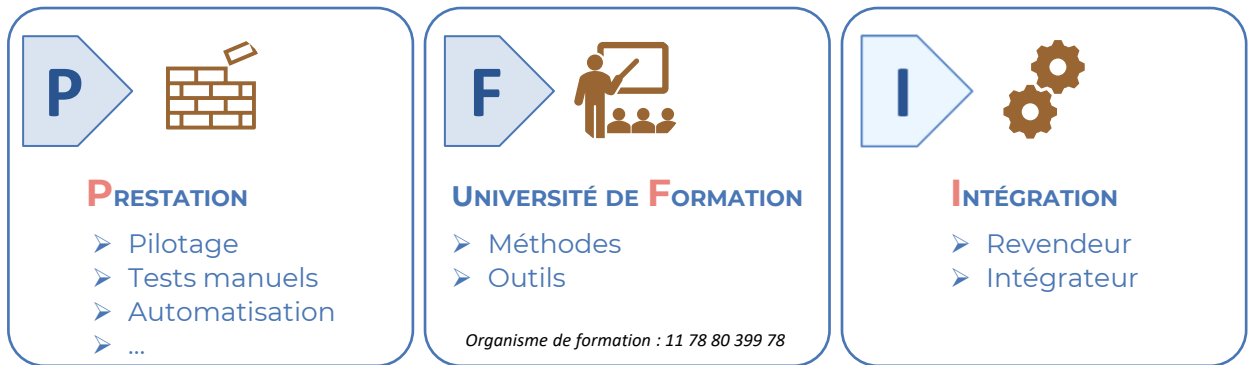 P
PRESTATION
➢ Pilotage
➢ Tests manuels
➢ Automatisation
➢ ...
F
UNIVERSITÉ DE FORMATION
➢ Méthodes
➢ Outils
Organisme de formation : 11 78 80 399 78
I
INTÉGRATION
➢ Revendeur
➢ Intégrateur